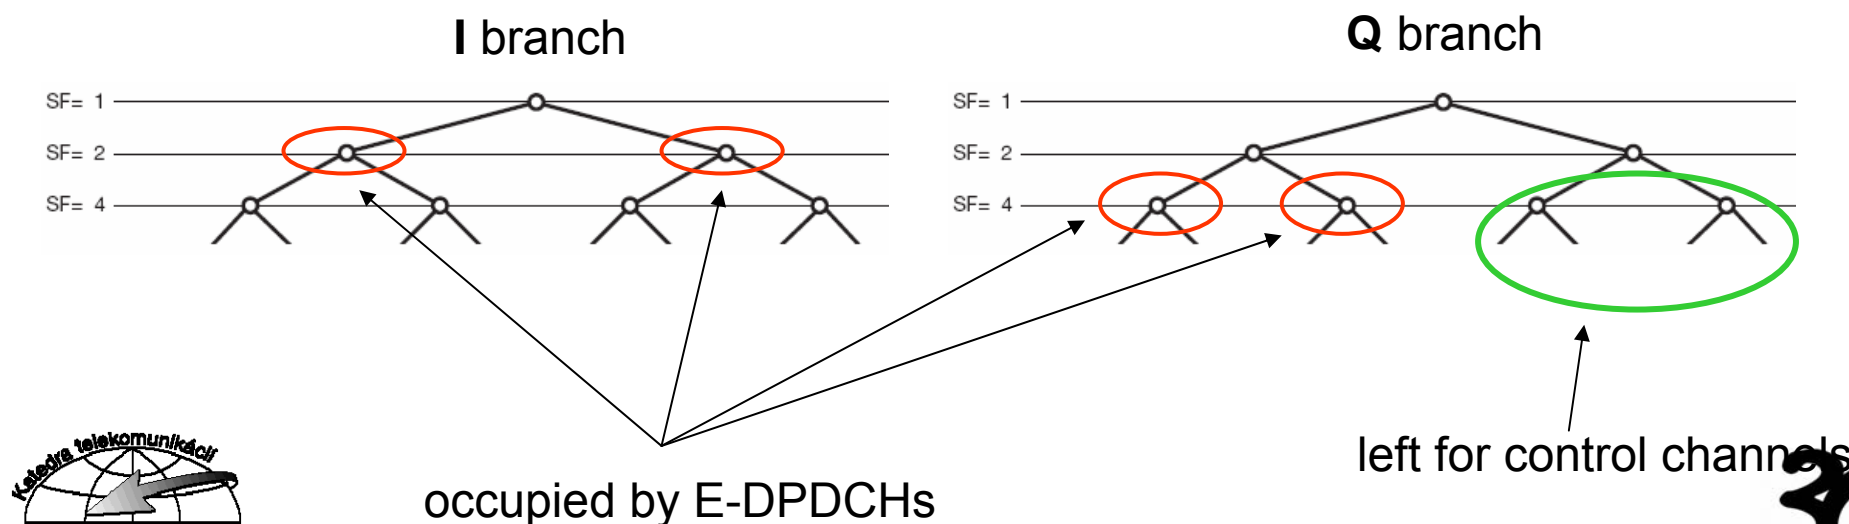 I branch
Q branch
SF= 1
SF= 2
SF= 4
SF= 1
SF= 2
SF= 4
left for control channels
occupied by E-DPDCHs
Katedra telekomunikácií